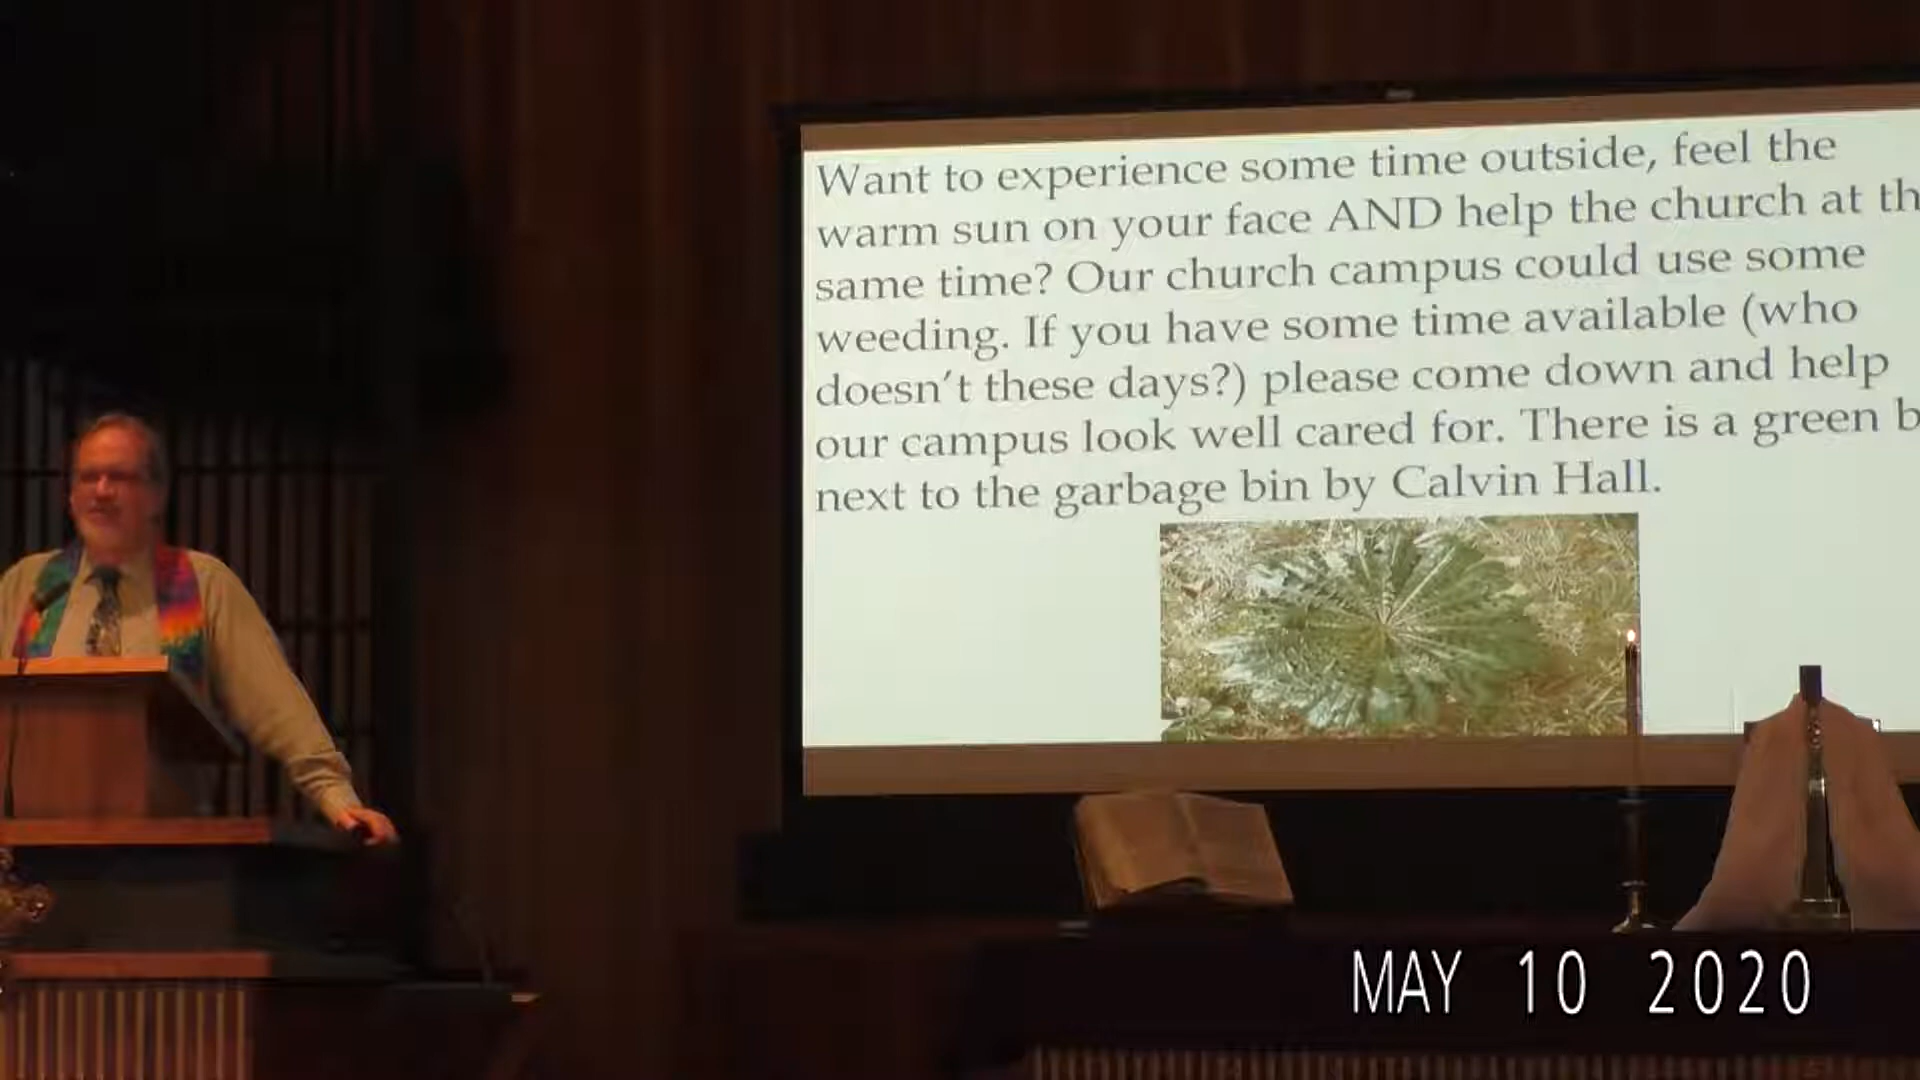 Want to experience some time outside, feel the
warm sun on your face AND help the church at th
same time? Our church campus could use some
weeding. If you have some time available (who
doesn't these days?) please come down and help
our campus look well cared for. There is a green b
next to the garbage bin by Calvin Hall.
MAY 10 2020